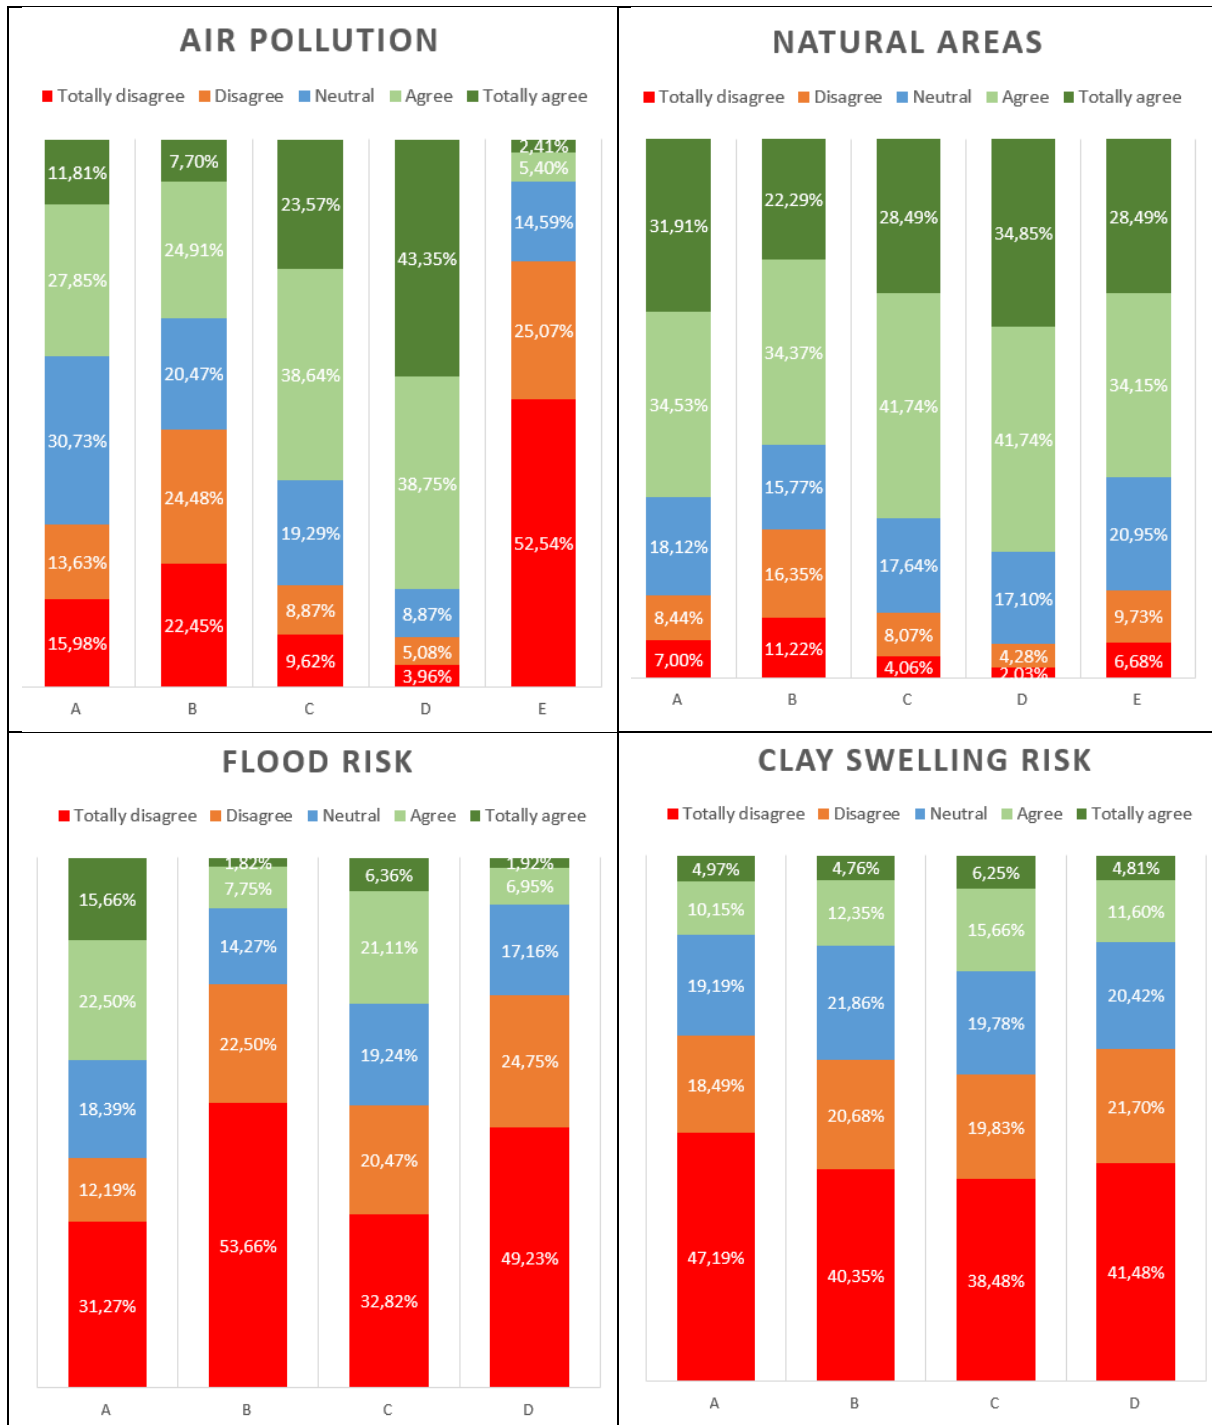 AIR POLLUTION
Totally disagree Disagree Neutral Agree Totally agree
11,81% 27,85% 30,73% 13,63% 15,98%
7,70% 24,91% 20,47% 24,48% 22,45%
23,57% 38,64% 19,29% 8,87% 9,62%
43,35% 38,75% 8,87% 5,08% 3,96%
2,41% 5,40% 14,59% 25,07% 52,54%
A B C D E
NATURAL AREAS
Totally disagree Disagree Neutral Agree Totally agree
31,91% 34,53% 18,12% 8,44% 7,00%
22,29% 34,37% 15,77% 16,35% 11,22%
28,49% 41,74% 17,64% 8,07% 4,06%
34,85% 41,74% 17,10% 4,28% 2,03%
28,49% 34,15% 20,95% 9,73% 6,68%
A B C D E
FLOOD RISK
Totally disagree Disagree Neutral Agree Totally agree
15,66% 22,50% 18,39% 12,19% 31,27%
1,82% 7,75% 14,27% 22,50% 53,66%
6,36% 21,11% 19,24% 20,47% 32,82%
1,92% 6,95% 17,16% 24,75% 49,23%
A B C D
CLAY SWELLING RISK
Totally disagree Disagree Neutral Agree Totally agree
4,97% 10,15% 19,19% 18,49% 47,19%
4,76% 12,35% 21,86% 20,68% 40,35%
6,25% 15,66% 19,78% 19,83% 38,48%
4,81% 11,60% 20,42% 21,70% 41,48%
A B C D